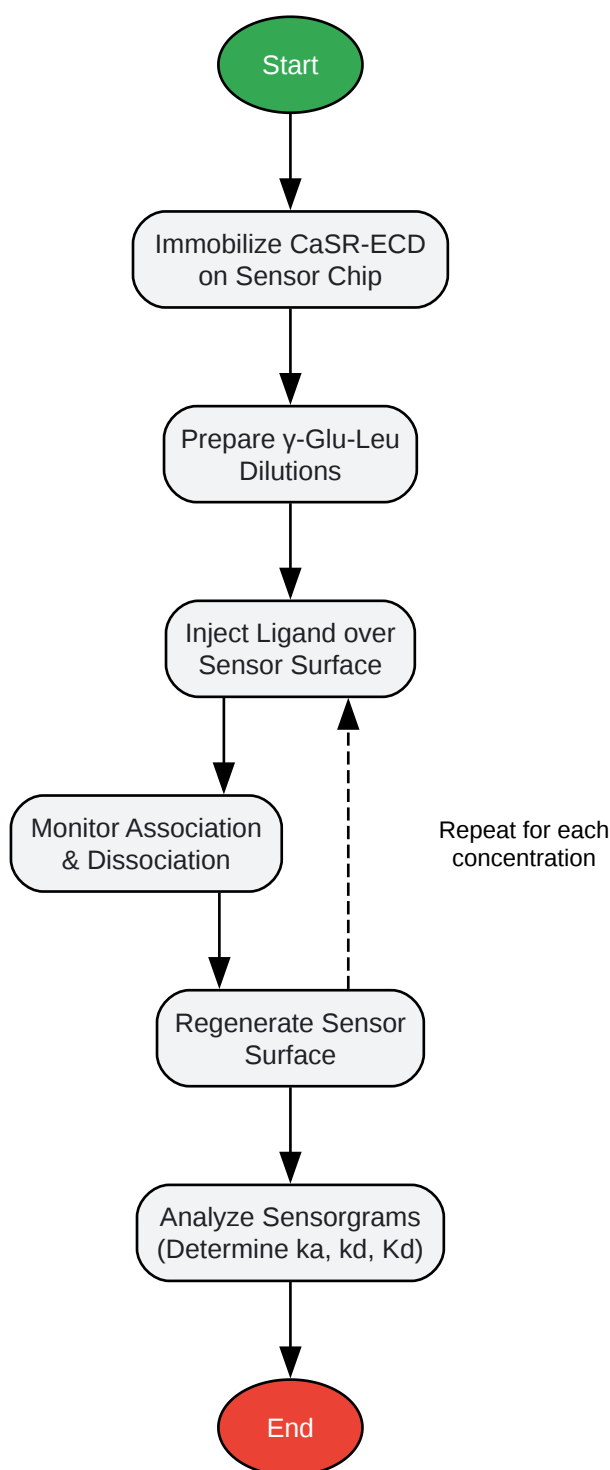 Start
Immobilize CaSR-ECD
on Sensor Chip
Prepare γ-Glu-Leu
Dilutions
Inject Ligand over
Sensor Surface
Monitor Association
& Dissociation
Repeat for each
concentration
Regenerate Sensor
Surface
Analyze Sensorgrams
(Determine ka, kd, Kd)
End